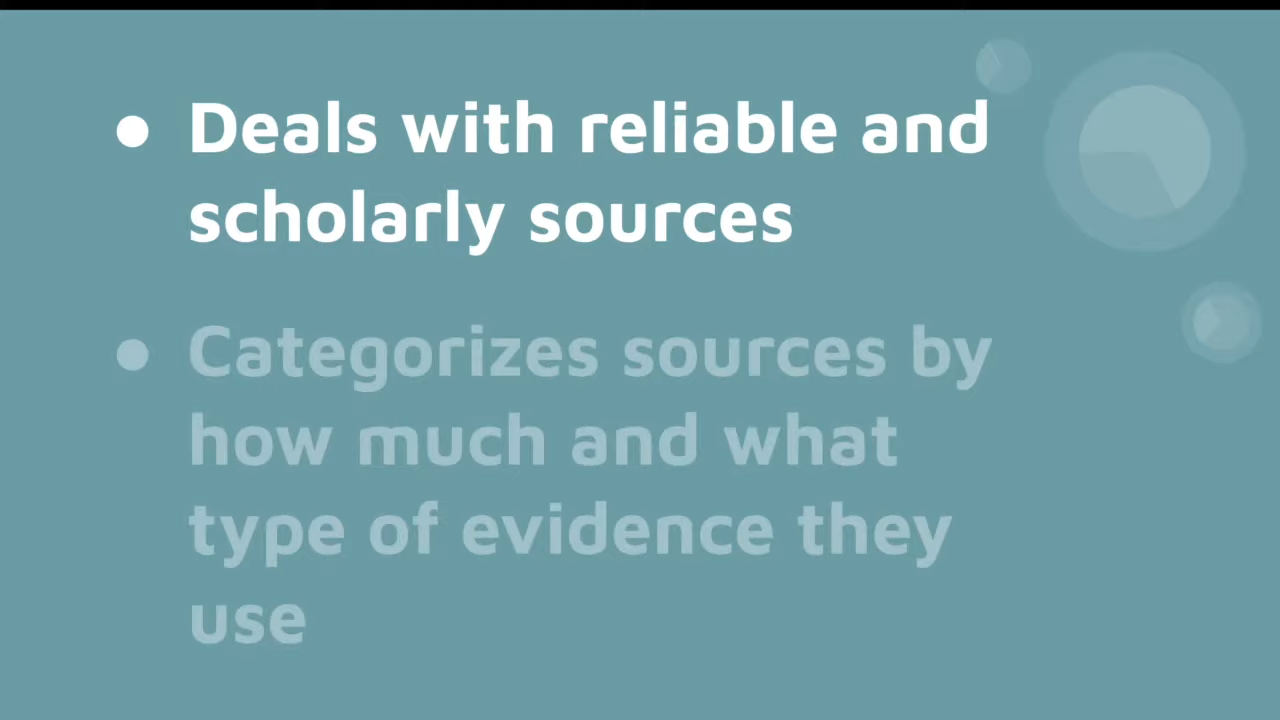 ● Deals with reliable and
scholarly sources
● Categorizes sources by
how much and what
type of evidence they
use